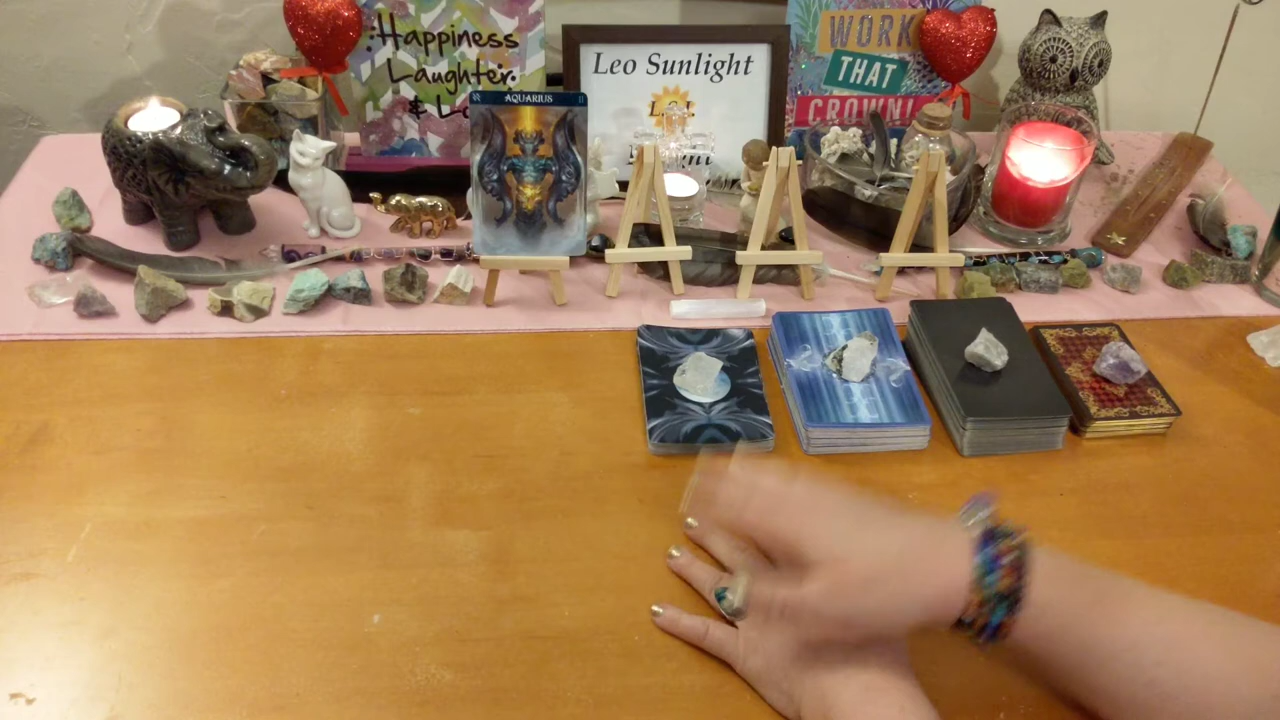 Happiness
Laughter
&
AQUARIUS
Leo Sunlight
WORK
THAT
CROWN!